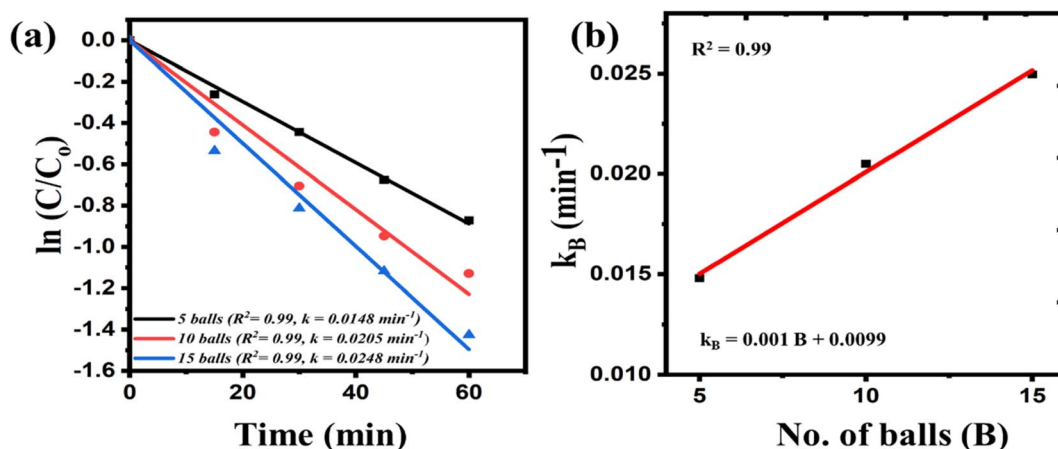 (a)
ln (C/C₀)
0.0
-0.2
-0.4
-0.6
-0.8
-1.0
-1.2
-1.4
-1.6
5 balls (R²= 0.99, k = 0.0148 min⁻¹)
10 balls (R²= 0.99, k = 0.0205 min⁻¹)
15 balls (R²= 0.99, k = 0.0248 min⁻¹)
0 20 40 60
Time (min)
(b)
k_B (min⁻¹)
R² = 0.99
0.025
0.020
0.015
0.010
k_B = 0.001 B + 0.0099
5 10 15
No. of balls (B)